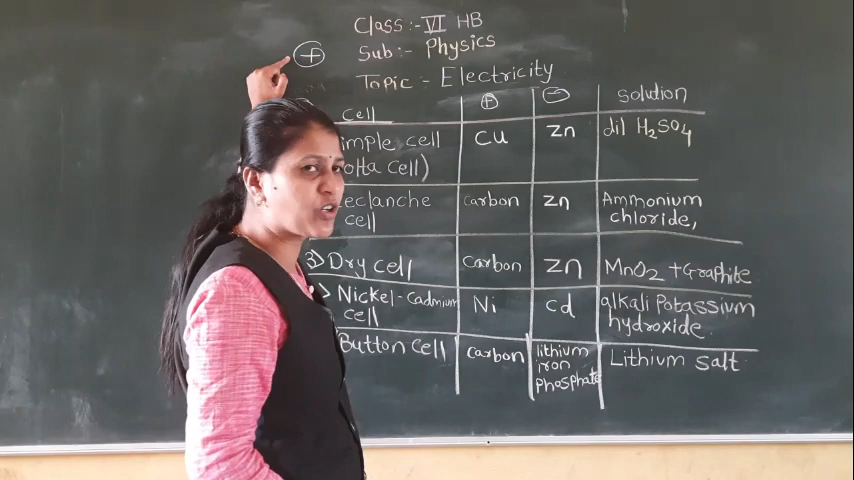 Class :- VI HB
+ Sub :- Physics
Topic :- Electricity
Cell + - Solution
imple cell Cu Zn dil H₂SO₄
olta cell)
eclanche carbon Zn Ammonium
cell chloride,
3> Dry cell Carbon Zn MnO₂ + Graphite
> Nickel-Cadmium Ni cd alkali Potassium
cell hydroxide.
Button Cell carbon lithium Lithium Salt
iron
Phosphate